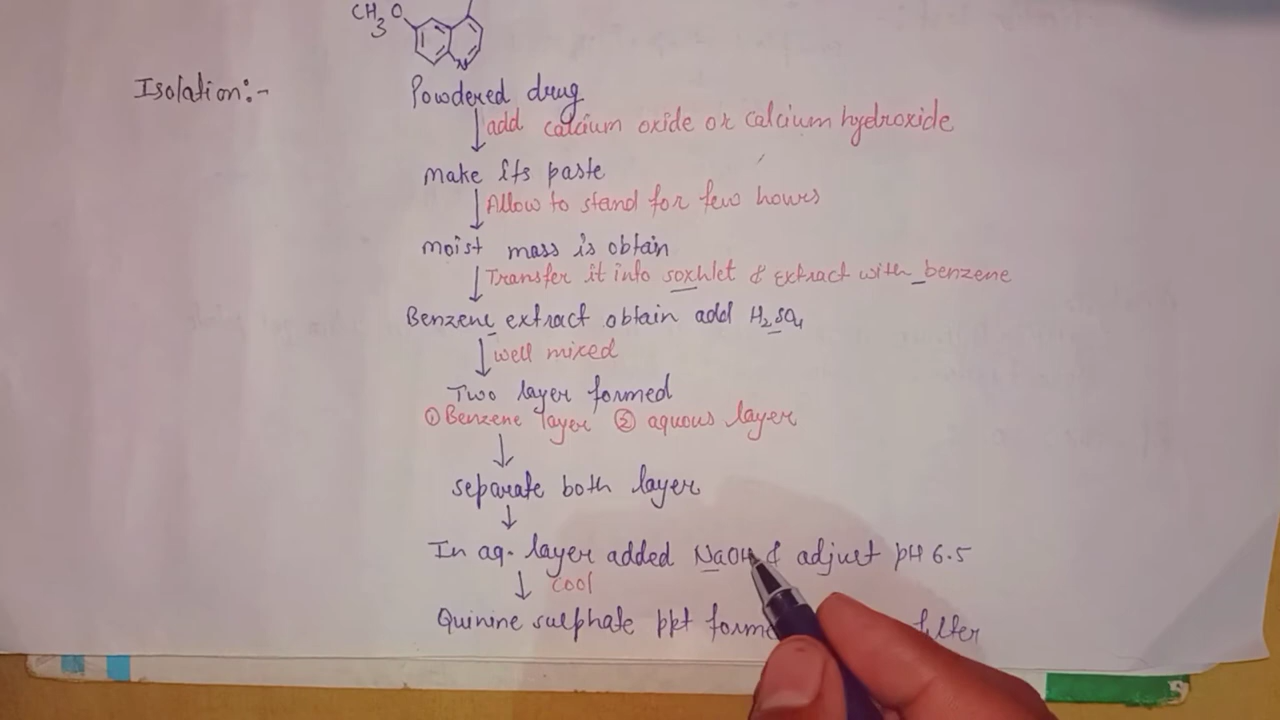 CH3O
N
Isolation:-
Powdered drug
add calcium oxide or calcium hydroxide
make its paste
Allow to stand for few hours
moist mass is obtain
Transfer it into soxhlet & extract with benzene
Benzene extract obtain add H2SO4
well mixed
Two layer formed
① Benzene layer ② aquous layer
separate both layer
In aq. layer added NaOH & adjust pH 6.5
cool
Quinine sulphate ppt filter